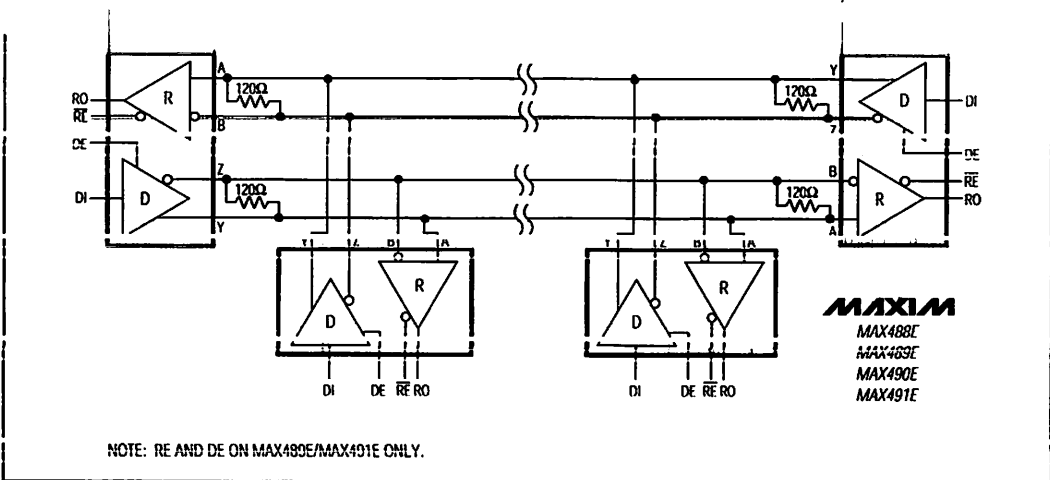 A
Y
120Ω
120Ω
RO
R
D
DI
RE
B
Z
DE
DE
Z
B
RE
120Ω
120Ω
DI
D
R
RO
Y
A
Y Z B A
Y Z B A
R
R
D
D
DI DE RE RO
DI DE RE RO
MAXIM
MAX488E
MAX489E
MAX490E
MAX491E
NOTE: RE AND DE ON MAX489E/MAX491E ONLY.